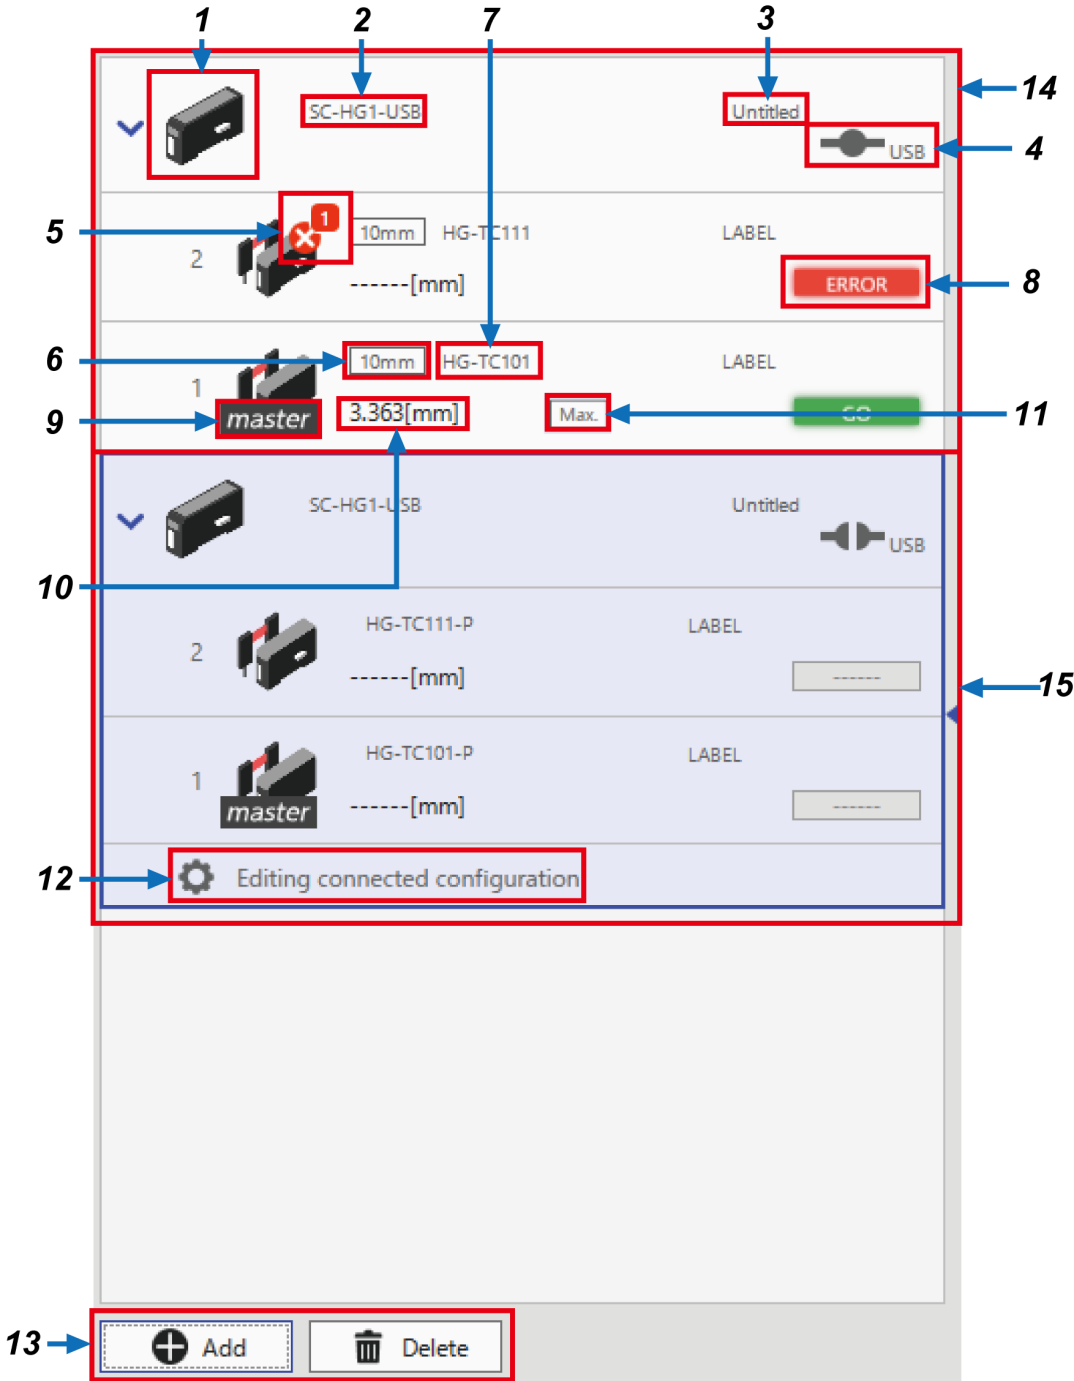 1 2 7 3
14
SC-HG1-USB Untitled
4
USB
5 1 10mm HG-TC111 LABEL
2
------[mm] ERROR 8
6 10mm HG-TC101 LABEL
1
9 master 3.363[mm] Max. GO 11
SC-HG1-USB Untitled
USB
10
HG-TC111-P LABEL
2
------[mm] ------
15
HG-TC101-P LABEL
1
master ------[mm] ------
12 Editing connected configuration
13 Add Delete